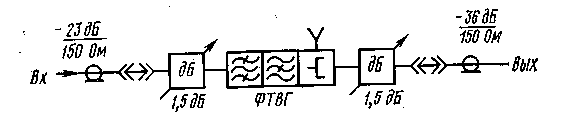 -23 дБ
150 Ом
Вх
дБ
1,5 дБ
ФТВГ
дБ
1,5 дБ
-36 дБ
150 Ом
Вых